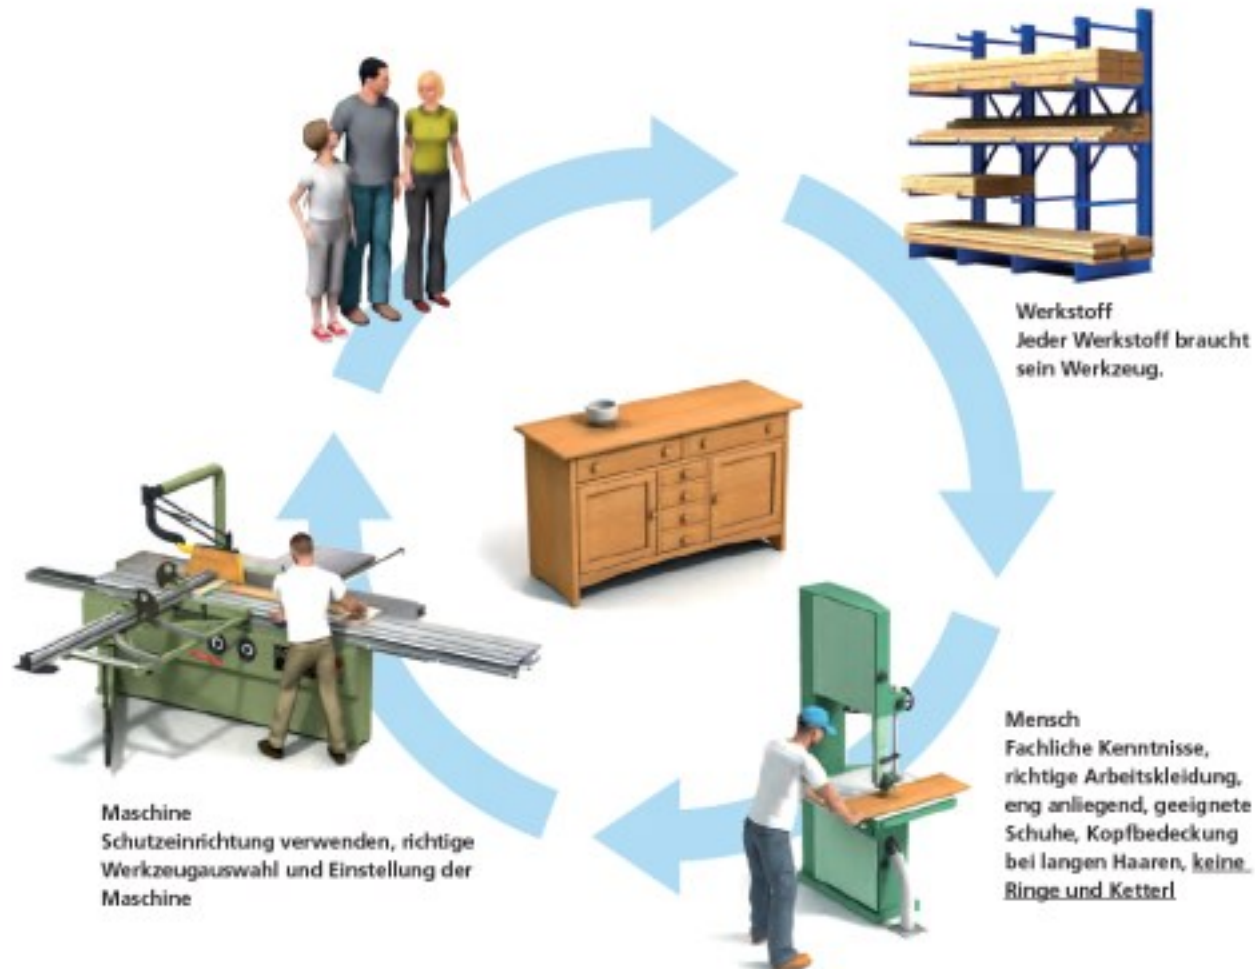 Werkstoff
Jeder Werkstoff braucht
sein Werkzeug.
Mensch
Fachliche Kenntnisse,
richtige Arbeitskleidung,
eng anliegend, geeignete
Schuhe, Kopfbedeckung
bei langen Haaren, keine
Ringe und Ketterl
Maschine
Schutzeinrichtung verwenden, richtige
Werkzeugauswahl und Einstellung der
Maschine